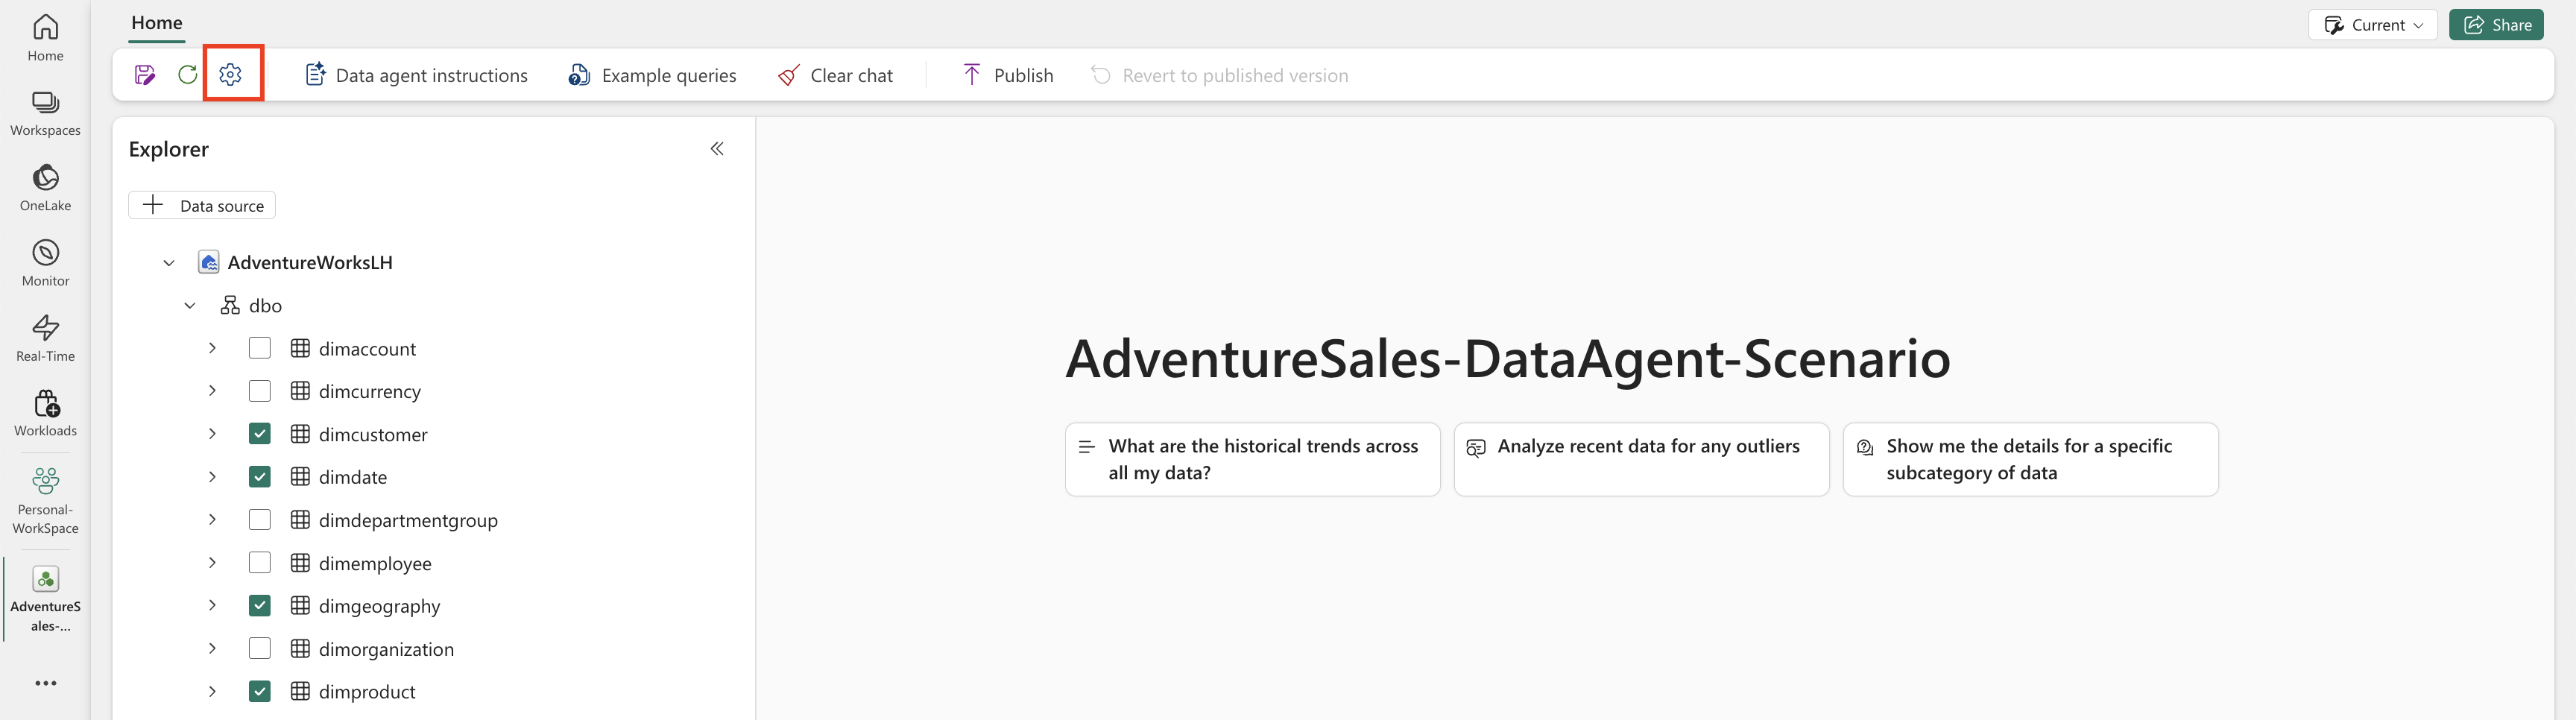 Home
Workspaces
OneLake
Monitor
Real-Time
Workloads
Personal-
WorkSpace
AdventureS
ales-...
Home
Current
Share
Data agent instructions
Example queries
Clear chat
Publish
Revert to published version
Explorer
Data source
AdventureWorksLH
dbo
dimaccount
dimcurrency
dimcustomer
dimdate
dimdepartmentgroup
dimemployee
dimgeography
dimorganization
dimproduct
AdventureSales-DataAgent-Scenario
What are the historical trends across
all my data?
Analyze recent data for any outliers
Show me the details for a specific
subcategory of data